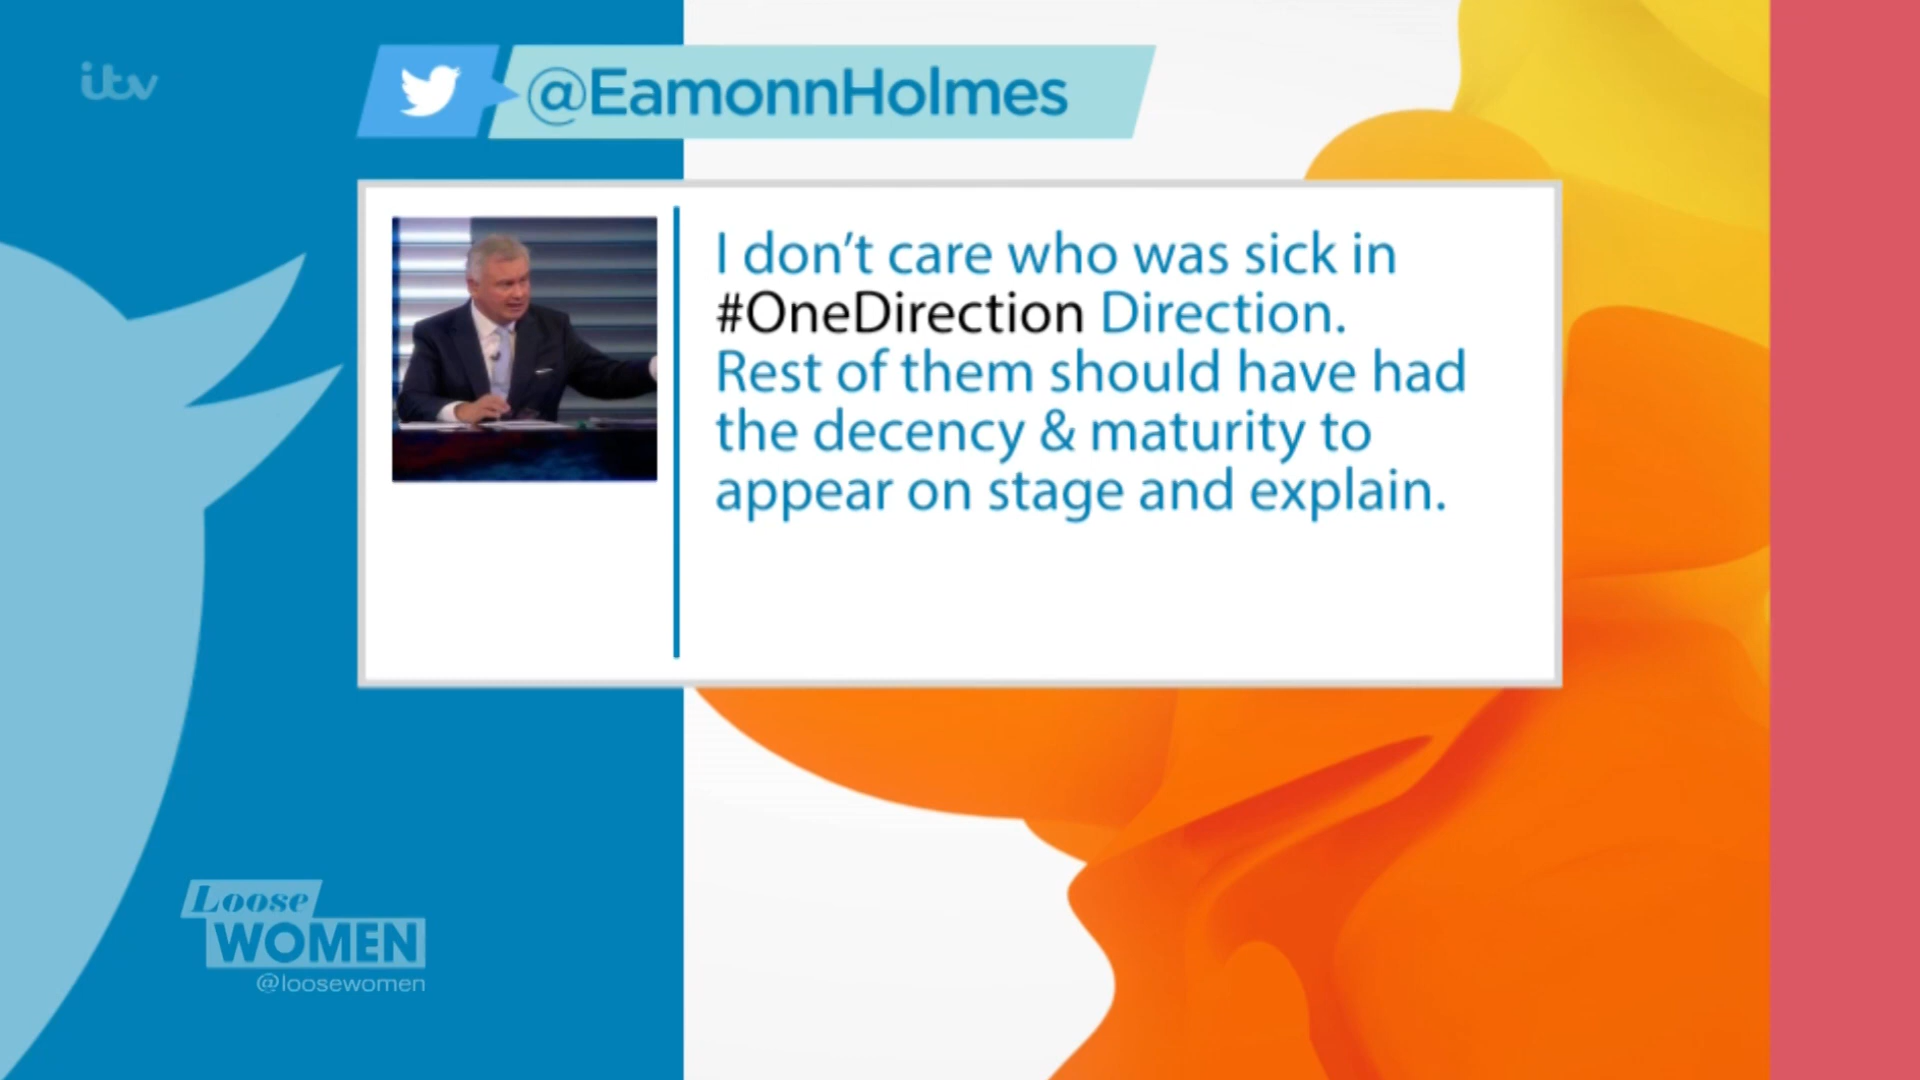 itv
@EamonnHolmes
I don't care who was sick in
#OneDirection Direction.
Rest of them should have had
the decency & maturity to
appear on stage and explain.
Loose
WOMEN
@loosewomen